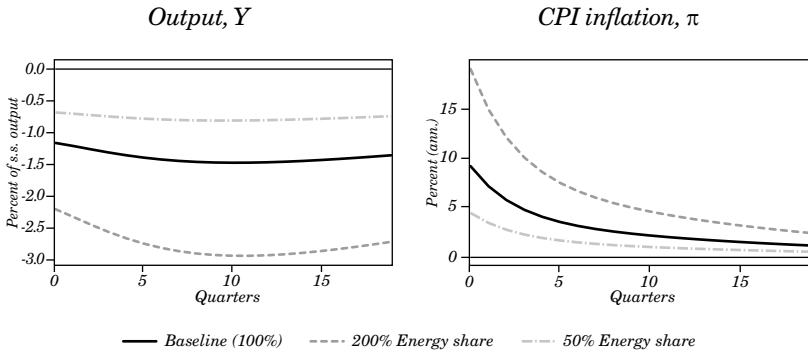 Output, Y
CPI inflation, π
Percent of s.s. output
0.0
-0.5
-1.0
-1.5
-2.0
-2.5
-3.0
0 5 10 15
Quarters
Percent (ann.)
15
10
5
0
0 5 10 15
Quarters
Baseline (100%) 200% Energy share 50% Energy share